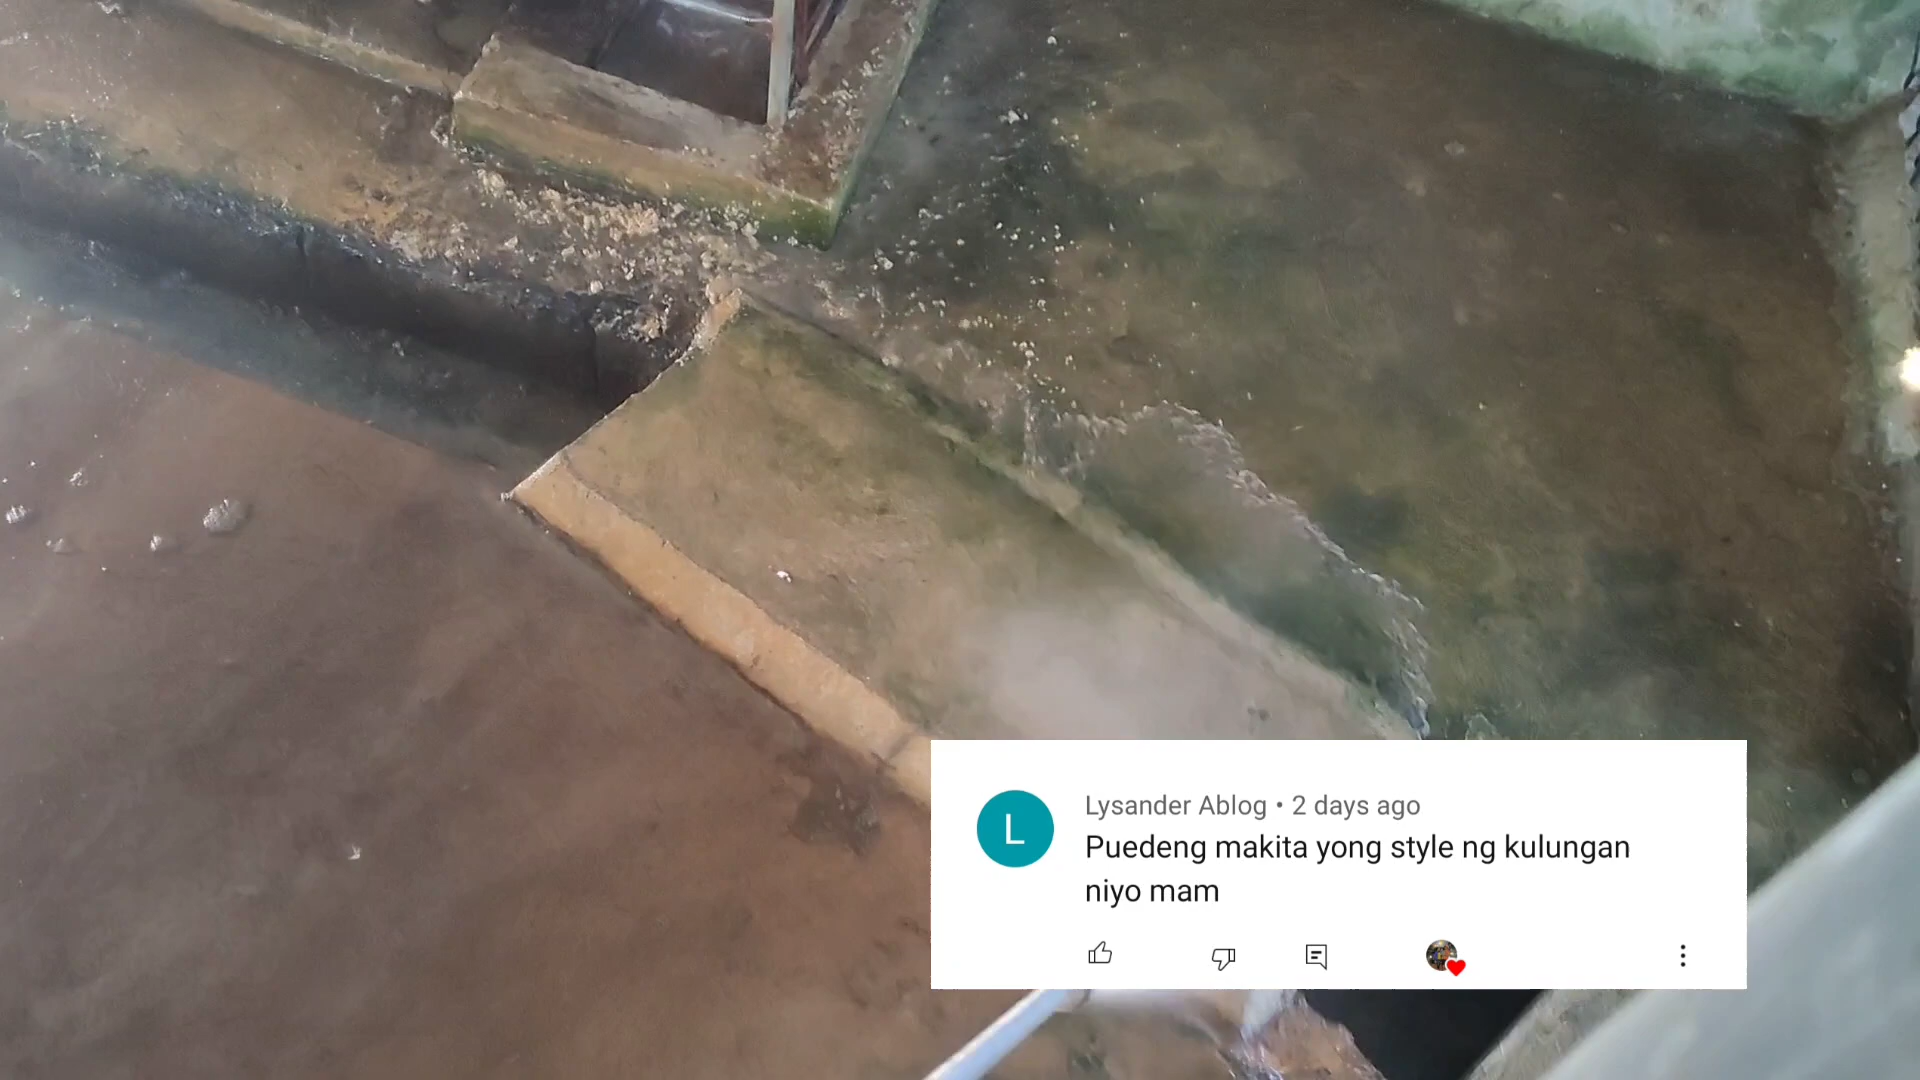 L
Lysander Ablog • 2 days ago
Puedeng makita yong style ng kulungan
niyo mam